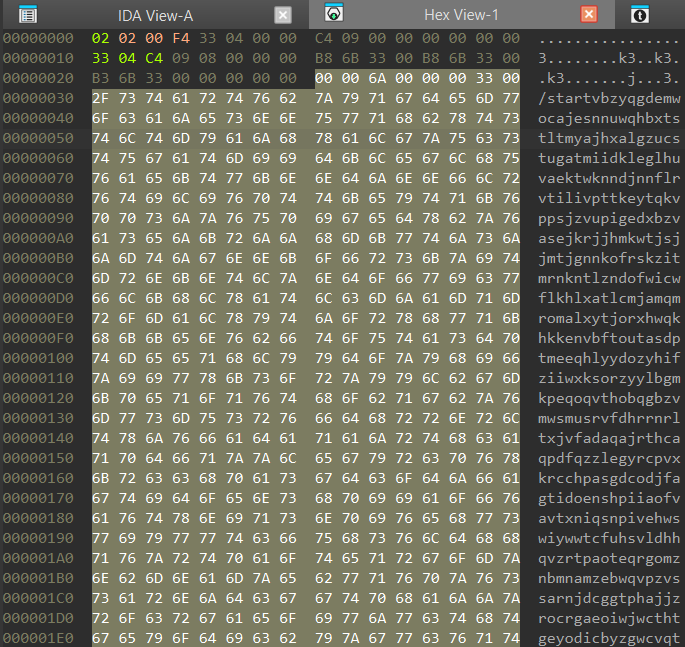 IDA View-A Hex View-1
00000000 02 02 00 F4 33 04 00 00 C4 09 00 00 00 00 00 00 ................
00000010 33 04 C4 09 08 00 00 00 B8 6B 33 00 B8 6B 33 00 3........k3..k3.
00000020 B3 6B 33 00 00 00 00 00 00 00 6A 00 00 00 33 00 .k3.......j...3.
00000030 2F 73 74 61 72 74 76 62 7A 79 71 67 64 65 6D 77 /startvbzyqgdemw
00000040 6F 63 61 6A 65 73 6E 6E 75 77 71 68 62 78 74 73 ocajesnnuwqhbxts
00000050 74 6C 74 6D 79 61 6A 68 78 61 6C 67 7A 75 63 73 tltmyajhxalgzucs
00000060 74 75 67 61 74 6D 69 69 64 6B 6C 65 67 6C 68 75 tugatmiidkleglhu
00000070 76 61 65 6B 74 77 6B 6E 6E 64 6A 6E 6E 66 6C 72 vaektwknndjnnflr
00000080 76 74 69 6C 69 76 70 74 74 6B 65 79 74 71 6B 76 vtilivpttkeytqkv
00000090 70 70 73 6A 7A 76 75 70 69 67 65 64 78 62 7A 76 ppsjzvupigedxbzv
000000A0 61 73 65 6A 6B 72 6A 6A 68 6D 6B 77 74 6A 73 6A asejkrjjhmkwtjsj
000000B0 6A 6D 74 6A 67 6E 6E 6B 6F 66 72 73 6B 7A 69 74 jmtjgnnkofrskzit
000000C0 6D 72 6E 6B 6E 74 6C 7A 6E 64 6F 66 77 69 63 77 mrnkntlzndofwicw
000000D0 66 6C 6B 68 6C 78 61 74 6C 63 6D 6A 61 6D 71 6D flkhlxatlcmjamqm
000000E0 72 6F 6D 61 6C 78 79 74 6A 6F 72 78 68 77 71 6B romalxytjorxhwqk
000000F0 68 6B 6B 65 6E 76 62 66 74 6F 75 74 61 73 64 70 hkkenvbftoutasdp
00000100 74 6D 65 65 71 68 6C 79 79 64 6F 7A 79 68 69 66 tmeeqhlyydozyhif
00000110 7A 69 69 77 78 6B 73 6F 72 7A 79 79 6C 62 67 6D ziiwxksorzyylbgm
00000120 6B 70 65 71 6F 71 76 74 68 6F 62 71 67 62 7A 76 kpeqoqvthobqgbzv
00000130 6D 77 73 6D 75 73 72 76 66 64 68 72 72 6E 72 6C mwsmusrvfdhrrnrl
00000140 74 78 6A 76 66 61 64 61 71 61 6A 72 74 68 63 61 txjvfadaqajrthca
00000150 71 70 64 66 71 7A 7A 6C 65 67 79 72 63 70 76 78 qpdfqzzlegyrcpvx
00000160 6B 72 63 63 68 70 61 73 67 64 63 6F 64 6A 66 61 krcchpasgdcodjfa
00000170 67 74 69 64 6F 65 6E 73 68 70 69 69 61 6F 66 76 gtidoenshpiiaofv
00000180 61 76 74 78 6E 69 71 73 6E 70 69 76 65 68 77 73 avtxniqsnpivehws
00000190 77 69 79 77 77 74 63 66 75 68 73 76 6C 64 68 68 wiywwtcfuhsvldhh
000001A0 71 76 7A 72 74 70 61 6F 74 65 71 72 67 6F 6D 7A qvzrtpaoteqrgomz
000001B0 6E 62 6D 6E 61 6D 7A 65 62 77 71 76 70 7A 76 73 nbmnamzebwqvpzvs
000001C0 73 61 72 6E 6A 64 63 67 67 74 70 68 61 6A 6A 7A sarnjdcggtphajjz
000001D0 72 6F 63 72 67 61 65 6F 69 77 6A 77 63 74 68 74 rocrgaeoiwjwctht
000001E0 67 65 79 6F 64 69 63 62 79 7A 67 77 63 76 71 74 geyodicbyzgwcvqt